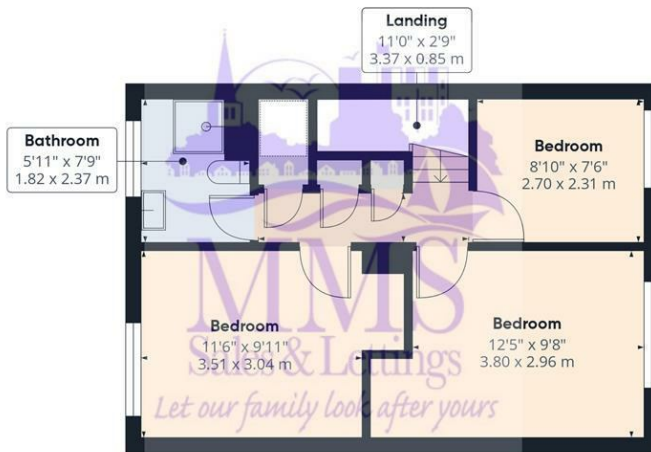 Landing
11'0" x 2'9"
3.37 x 0.85 m
Bathroom
5'11" x 7'9"
1.82 x 2.37 m
Bedroom
8'10" x 7'6"
2.70 x 2.31 m
MMS
Sales & Lettings
Let our family look after yours
Bedroom
11'6" x 9'11"
3.51 x 3.04 m
Bedroom
12'5" x 9'8"
3.80 x 2.96 m